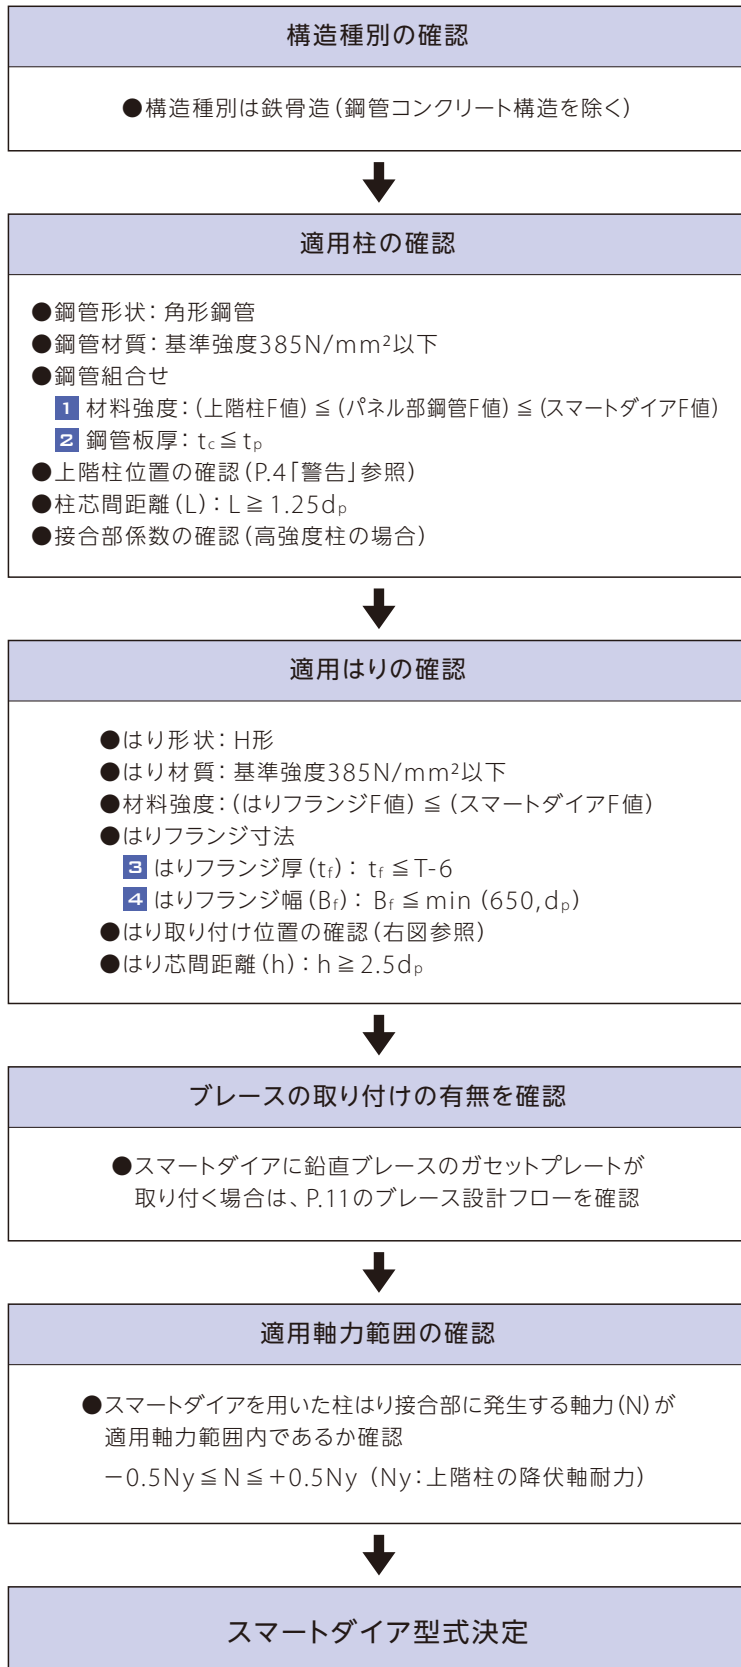 構造種別の確認
●構造種別は鉄骨造(鋼管コンクリート構造を除く)
適用柱の確認
●鋼管形状:角形鋼管
●鋼管材質:基準強度385N/mm²以下
●鋼管組合せ
1 材料強度:(上階柱F値)≦(パネル部鋼管F値)≦(スマートダイアF値)
2 鋼管板厚:tc≦tp
●上階柱位置の確認(P.4「警告」参照)
●柱芯間距離(L):L≧1.25dp
●接合部係数の確認(高強度柱の場合)
適用はりの確認
●はり形状:H形
●はり材質:基準強度385N/mm²以下
●材料強度:(はりフランジF値)≦(スマートダイアF値)
●はりフランジ寸法
3 はりフランジ厚(tf):tf≦T-6
4 はりフランジ幅(Bf):Bf≦min(650,dp)
●はり取り付け位置の確認(右図参照)
●はり芯間距離(h):h≧2.5dp
ブレースの取り付けの有無を確認
●スマートダイアに鉛直ブレースのガセットプレートが
取り付く場合は、P.11のブレース設計フローを確認
適用軸力範囲の確認
●スマートダイアを用いた柱はり接合部に発生する軸力(N)が
適用軸力範囲内であるか確認
−0.5Ny≦N≦+0.5Ny(Ny:上階柱の降伏軸耐力)
スマートダイア型式決定